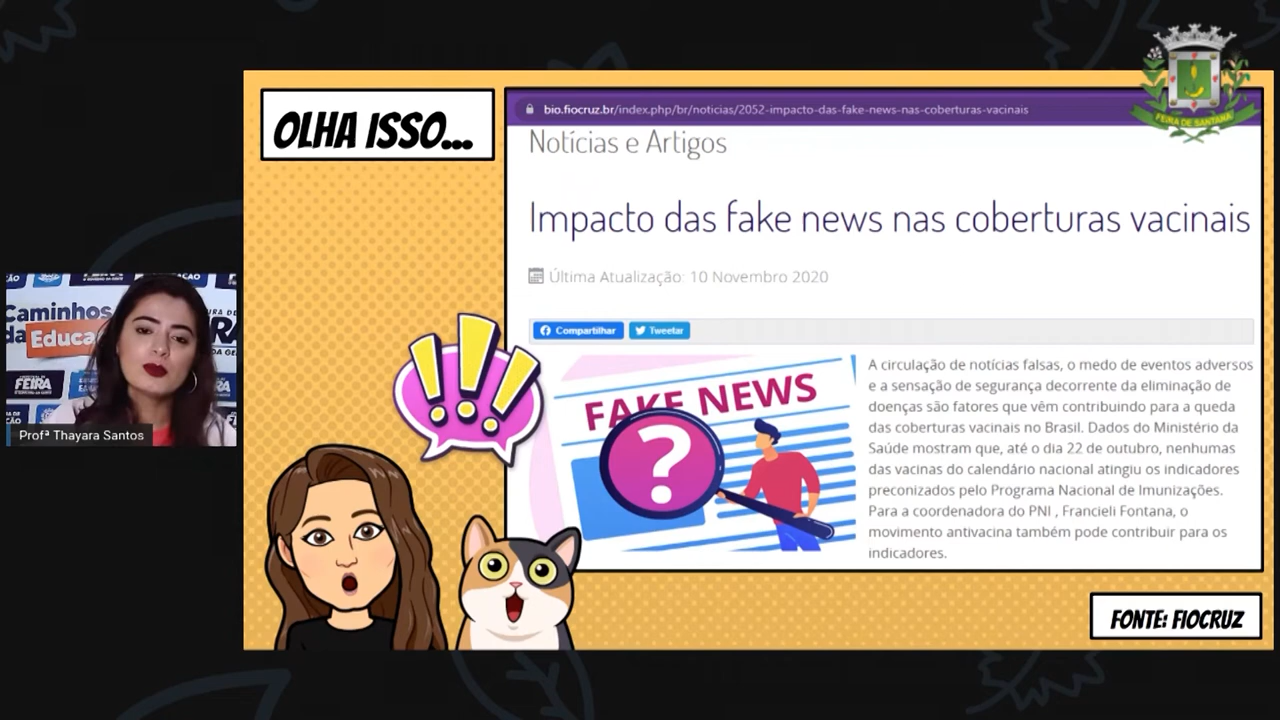 OLHA ISSO...
bio.fiocruz.br/index.php/br/noticias/2052-impacto-das-fake-news-nas-coberturas-vacinais
Notícias e Artigos
Impacto das fake news nas coberturas vacinais
Última Atualização: 10 Novembro 2020
Compartilhar
Tweetar
FAKE NEWS
?
A circulação de notícias falsas, o medo de eventos adversos
e a sensação de segurança decorrente da eliminação de
doenças são fatores que vêm contribuindo para a queda
das coberturas vacinais no Brasil. Dados do Ministério da
Saúde mostram que, até o dia 22 de outubro, nenhumas
das vacinas do calendário nacional atingiu os indicadores
preconizados pelo Programa Nacional de Imunizações.
Para a coordenadora do PNI , Francieli Fontana, o
movimento antivacina também pode contribuir para os
indicadores.
FONTE: FIOCRUZ
FEIRA DE SANTANA
Caminhos
da Educa
FEIRA
Profª Thayara Santos